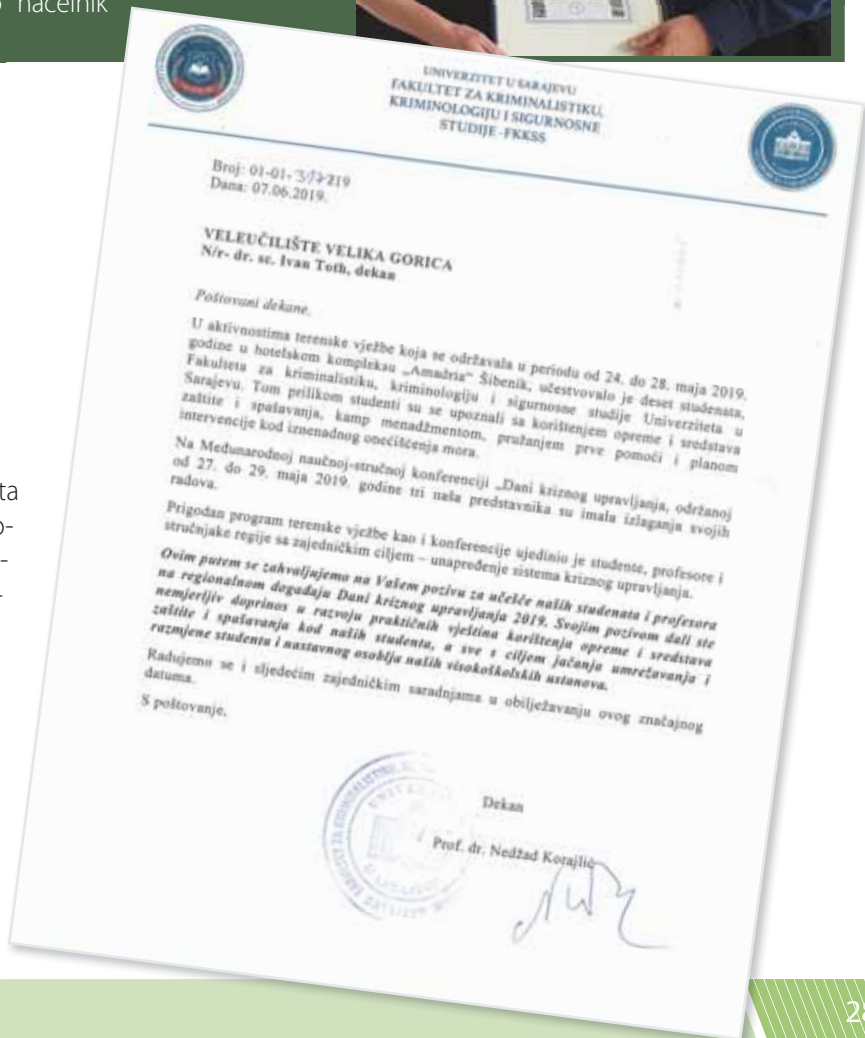 načelnik
UNIVERZITET U SARAJEVU
FAKULTET ZA KRIMINALISTIKU,
KRIMINOLOGIJU I SIGURNOSNE
STUDIJE -FKKSS
Broj: 01-01-
Dana: 07.06.2019.
VELEUČILIŠTE VELIKA GORICA
N/r- dr. sc. Ivan Toth, dekan
Poštovani dekane,
U aktivnostima terenske vježbe koja se održavala u periodu od 24. do 28. maja 2019.
godine u hotelskom kompleksu „Amadria“ Šibenik, učestvovalo je deset studenata,
Fakulteta za kriminalistiku, kriminologiju i sigurnosne studije Univerziteta u
Sarajevu. Tom prilikom studenti su se upoznali sa korištenjem opreme i sredstava
zaštite i spašavanja, kamp menadžmentom, pružanjem prve pomoći i planom
intervencije kod iznenadnog onečišćenja mora.
Na Međunarodnoj naučnoj-stručnoj konferenciji „Dani kriznog upravljanja, održanoj
od 27. do 29. maja 2019. godine tri naša predstavnika su imala izlaganja svojih
radova.
Prigodan program terenske vježbe kao i konferencije ujedinio je studente, profesore i
stručnjake regije sa zajedničkim ciljem – unapređenje sistema kriznog upravljanja.
Ovim putem se zahvaljujemo na Vašem pozivu za učešće naših studenata i profesora
na regionalnom događaju Dani kriznog upravljanja 2019. Svojim pozivom dali ste
nemjerljiv doprinos u razvoju praktičnih vještina korištenja opreme i sredstava
zaštite i spašavanja kod naših studenta, a sve s ciljem jačanja umrežavanja i
razmjene studenta i nastavnog osoblja naših visokoškolskih ustanova.
Radujemo se i sljedećim zajedničkim saradnjama u obilježavanju ovog značajnog
datuma.
S poštovanje,
Dekan
Prof. dr. Nedžad Korajlić